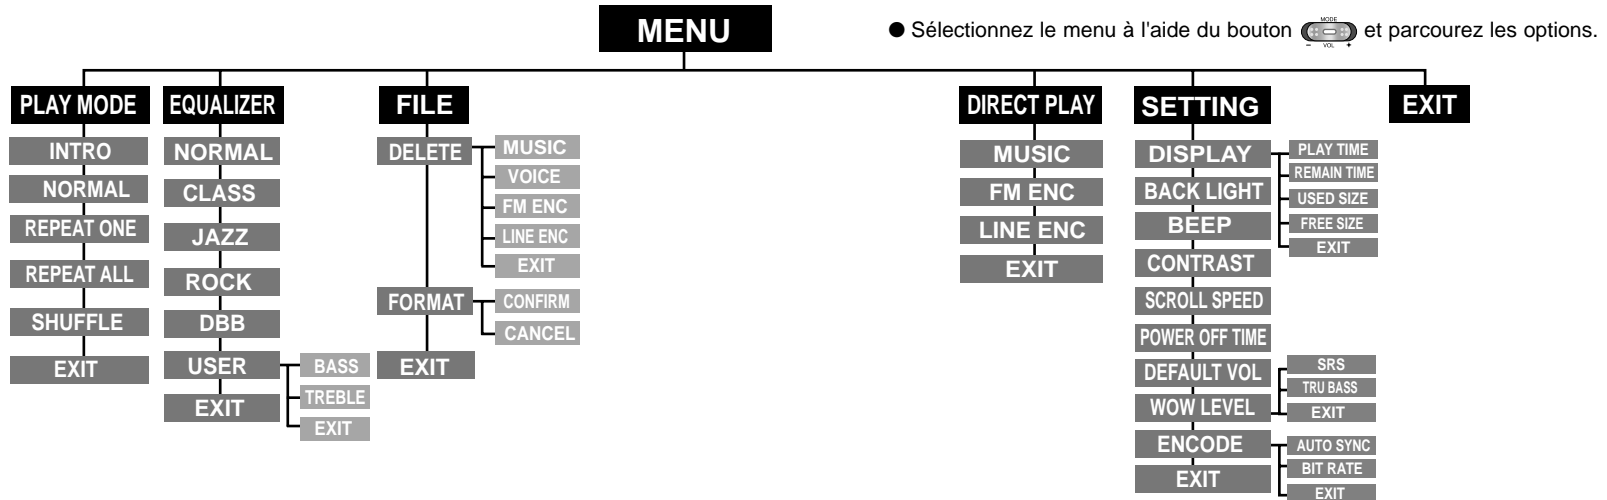 MENU
● Sélectionnez le menu à l'aide du bouton MODE - VOL + et parcourez les options.
PLAY MODE
INTRO
NORMAL
REPEAT ONE
REPEAT ALL
SHUFFLE
EXIT
EQUALIZER
NORMAL
CLASS
JAZZ
ROCK
DBB
USER
BASS
TREBLE
EXIT
EXIT
FILE
DELETE
MUSIC
VOICE
FM ENC
LINE ENC
EXIT
FORMAT
CONFIRM
CANCEL
EXIT
DIRECT PLAY
MUSIC
FM ENC
LINE ENC
EXIT
SETTING
DISPLAY
PLAY TIME
REMAIN TIME
USED SIZE
FREE SIZE
EXIT
BACK LIGHT
BEEP
CONTRAST
SCROLL SPEED
POWER OFF TIME
DEFAULT VOL
WOW LEVEL
SRS
TRU BASS
EXIT
ENCODE
AUTO SYNC
BIT RATE
EXIT
EXIT
EXIT